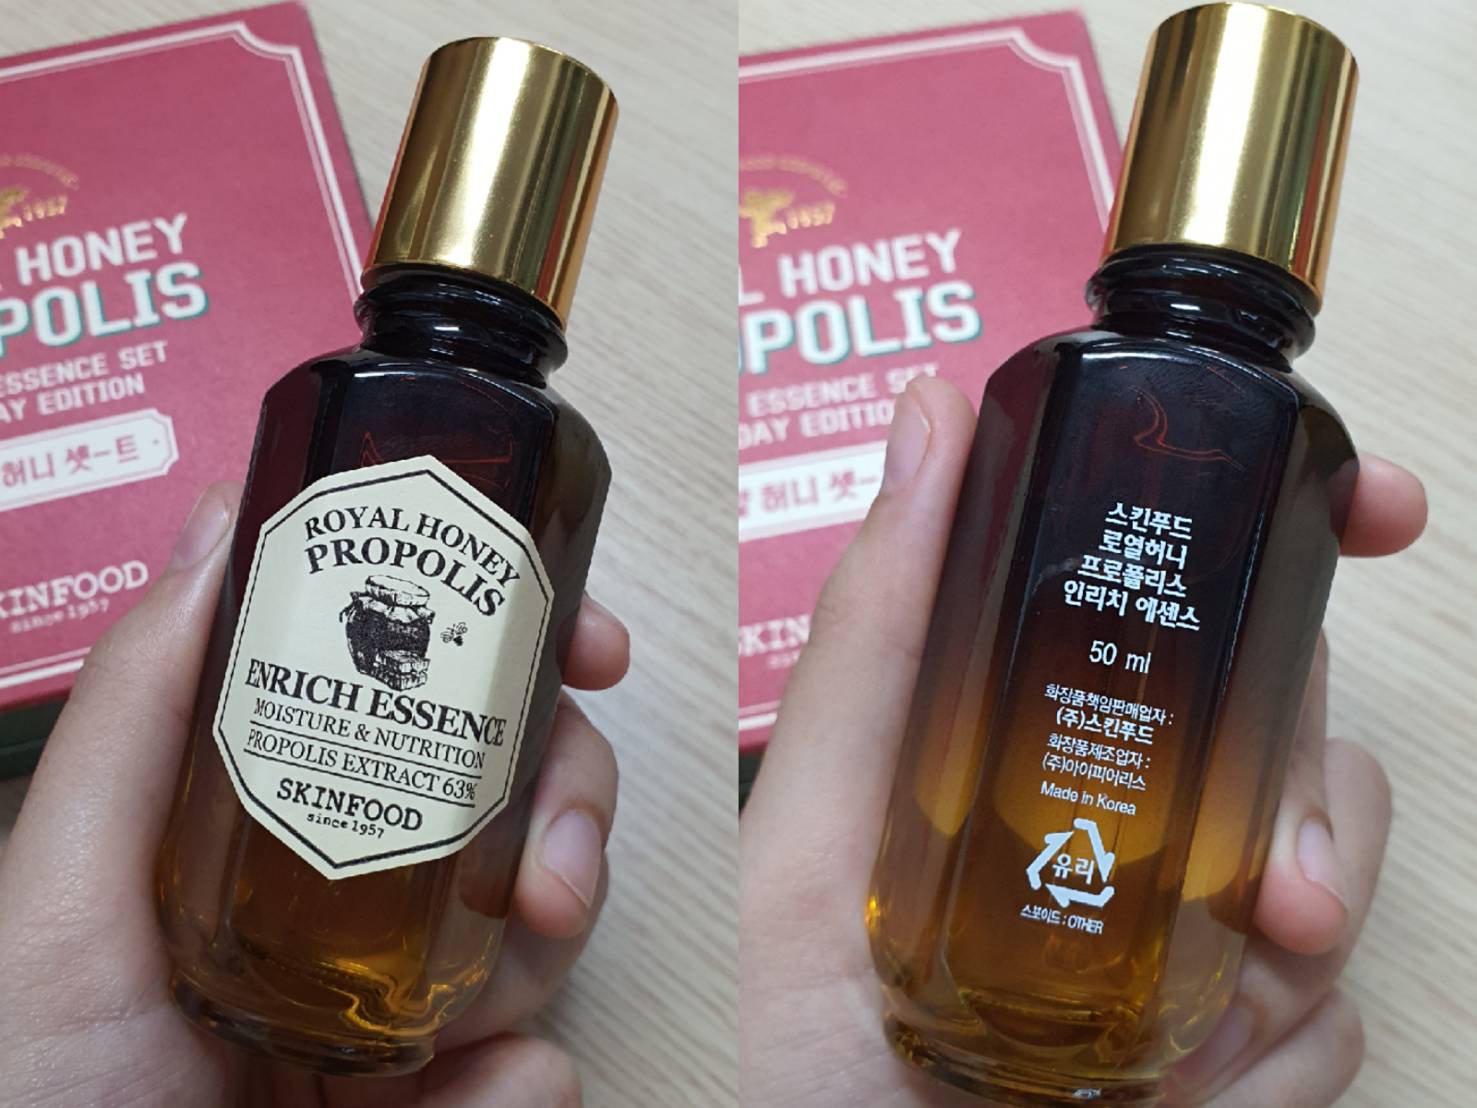 HONEY
ESSENCE SET
EDITION
허니 셋-트
SKINFOOD
since 1957
ROYAL HONEY
PROPOLIS
ENRICH ESSENCE
MOISTURE & NUTRITION
PROPOLIS EXTRACT 63%
SKINFOOD
since 1957
1957
HONEY
ESSENCE SET
DAY EDITION
허니 셋-
스킨푸드
로열허니
프로폴리스
인리치 에센스
50 ml
화장품책임판매업자 :
(주)스킨푸드
화장품제조업자 :
(주)아이피어리스
Made in Korea
유리
스포이드 : OTHER